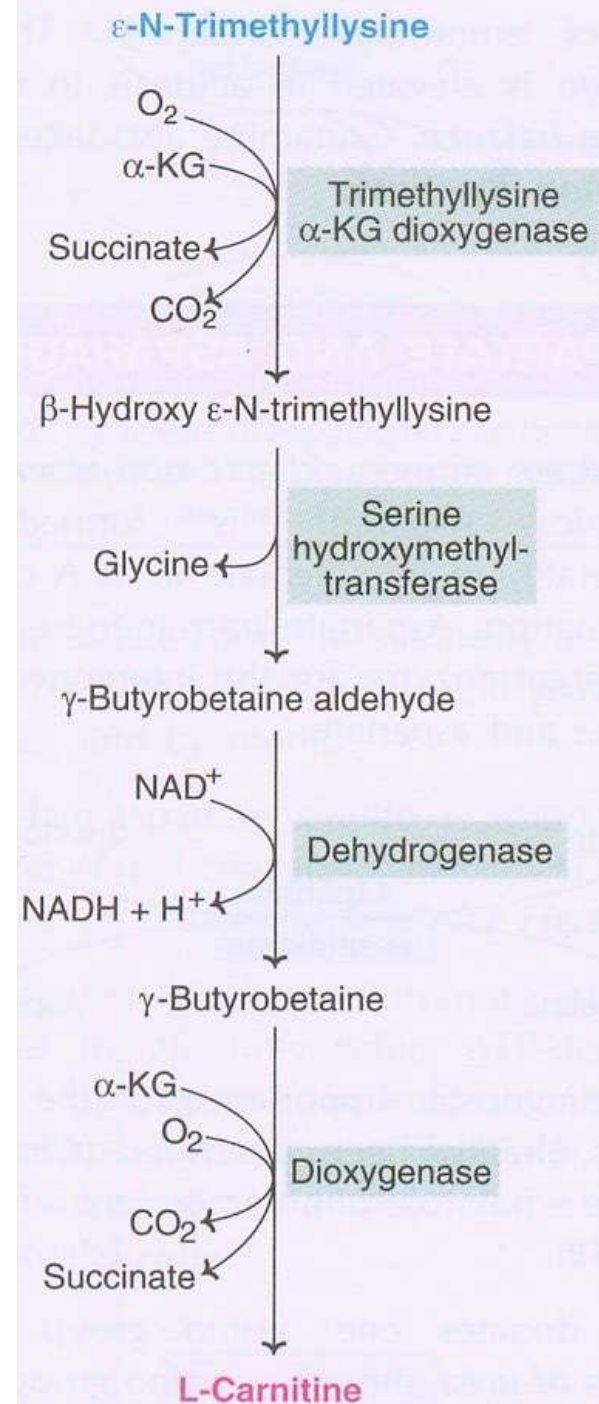 ε-N-Trimethyllysine
O2
α-KG
Trimethyllysine
α-KG dioxygenase
Succinate
CO2
β-Hydroxy ε-N-trimethyllysine
Serine
hydroxymethyl-
transferase
Glycine
γ-Butyrobetaine aldehyde
NAD+
Dehydrogenase
NADH + H+
γ-Butyrobetaine
α-KG
O2
Dioxygenase
CO2
Succinate
L-Carnitine